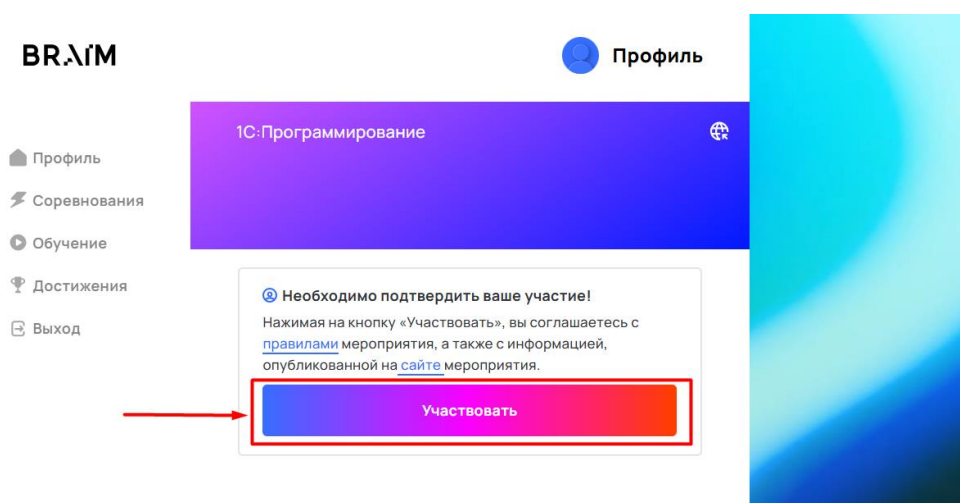 BRAIM
Профиль
1С:Программирование
Профиль
Соревнования
Обучение
Достижения
Выход
Необходимо подтвердить ваше участие!
Нажимая на кнопку «Участвовать», вы соглашаетесь с
правилами мероприятия, а также с информацией,
опубликованной на сайте мероприятия.
Участвовать